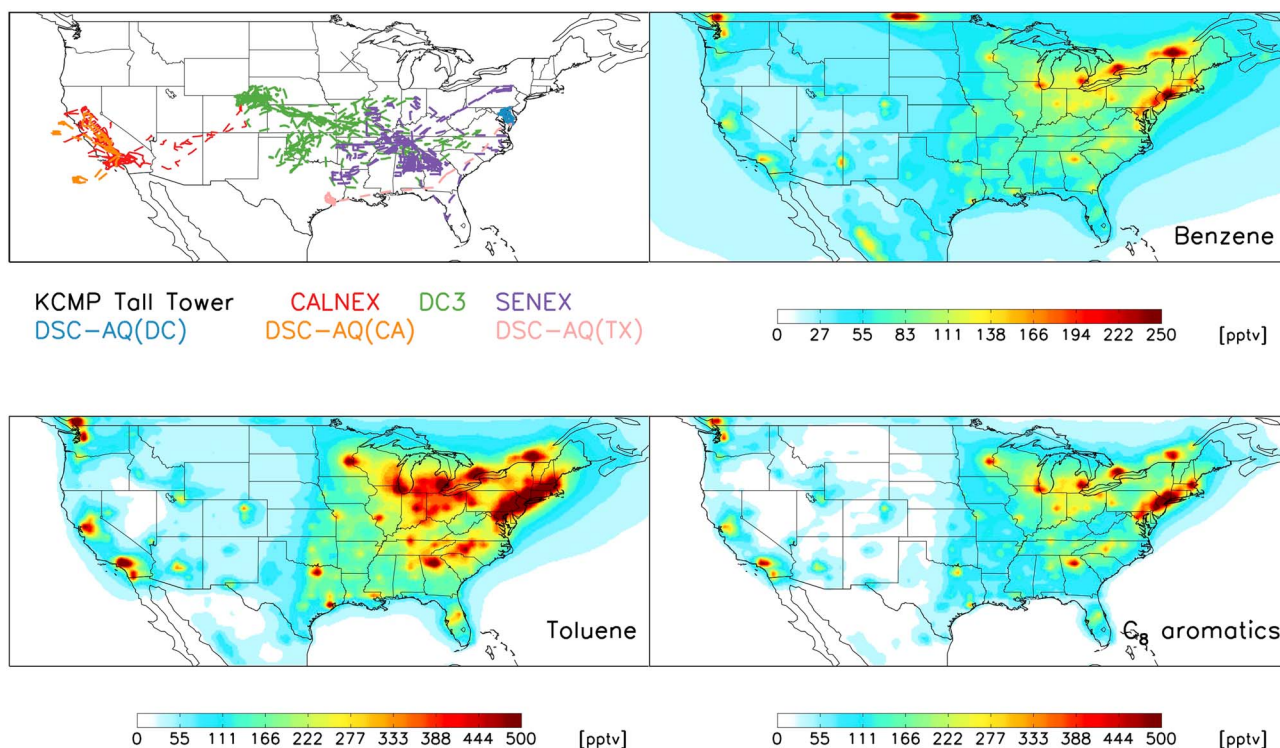 Benzene
KCMP Tall Tower CALNEX DC3 SENEX
DSC-AQ(DC) DSC-AQ(CA) DSC-AQ(TX)
0 27 55 83 111 138 166 194 222 250 [pptv]
Toluene
C8 aromatics
0 55 111 166 222 277 333 388 444 500 [pptv]
0 55 111 166 222 277 333 388 444 500 [pptv]